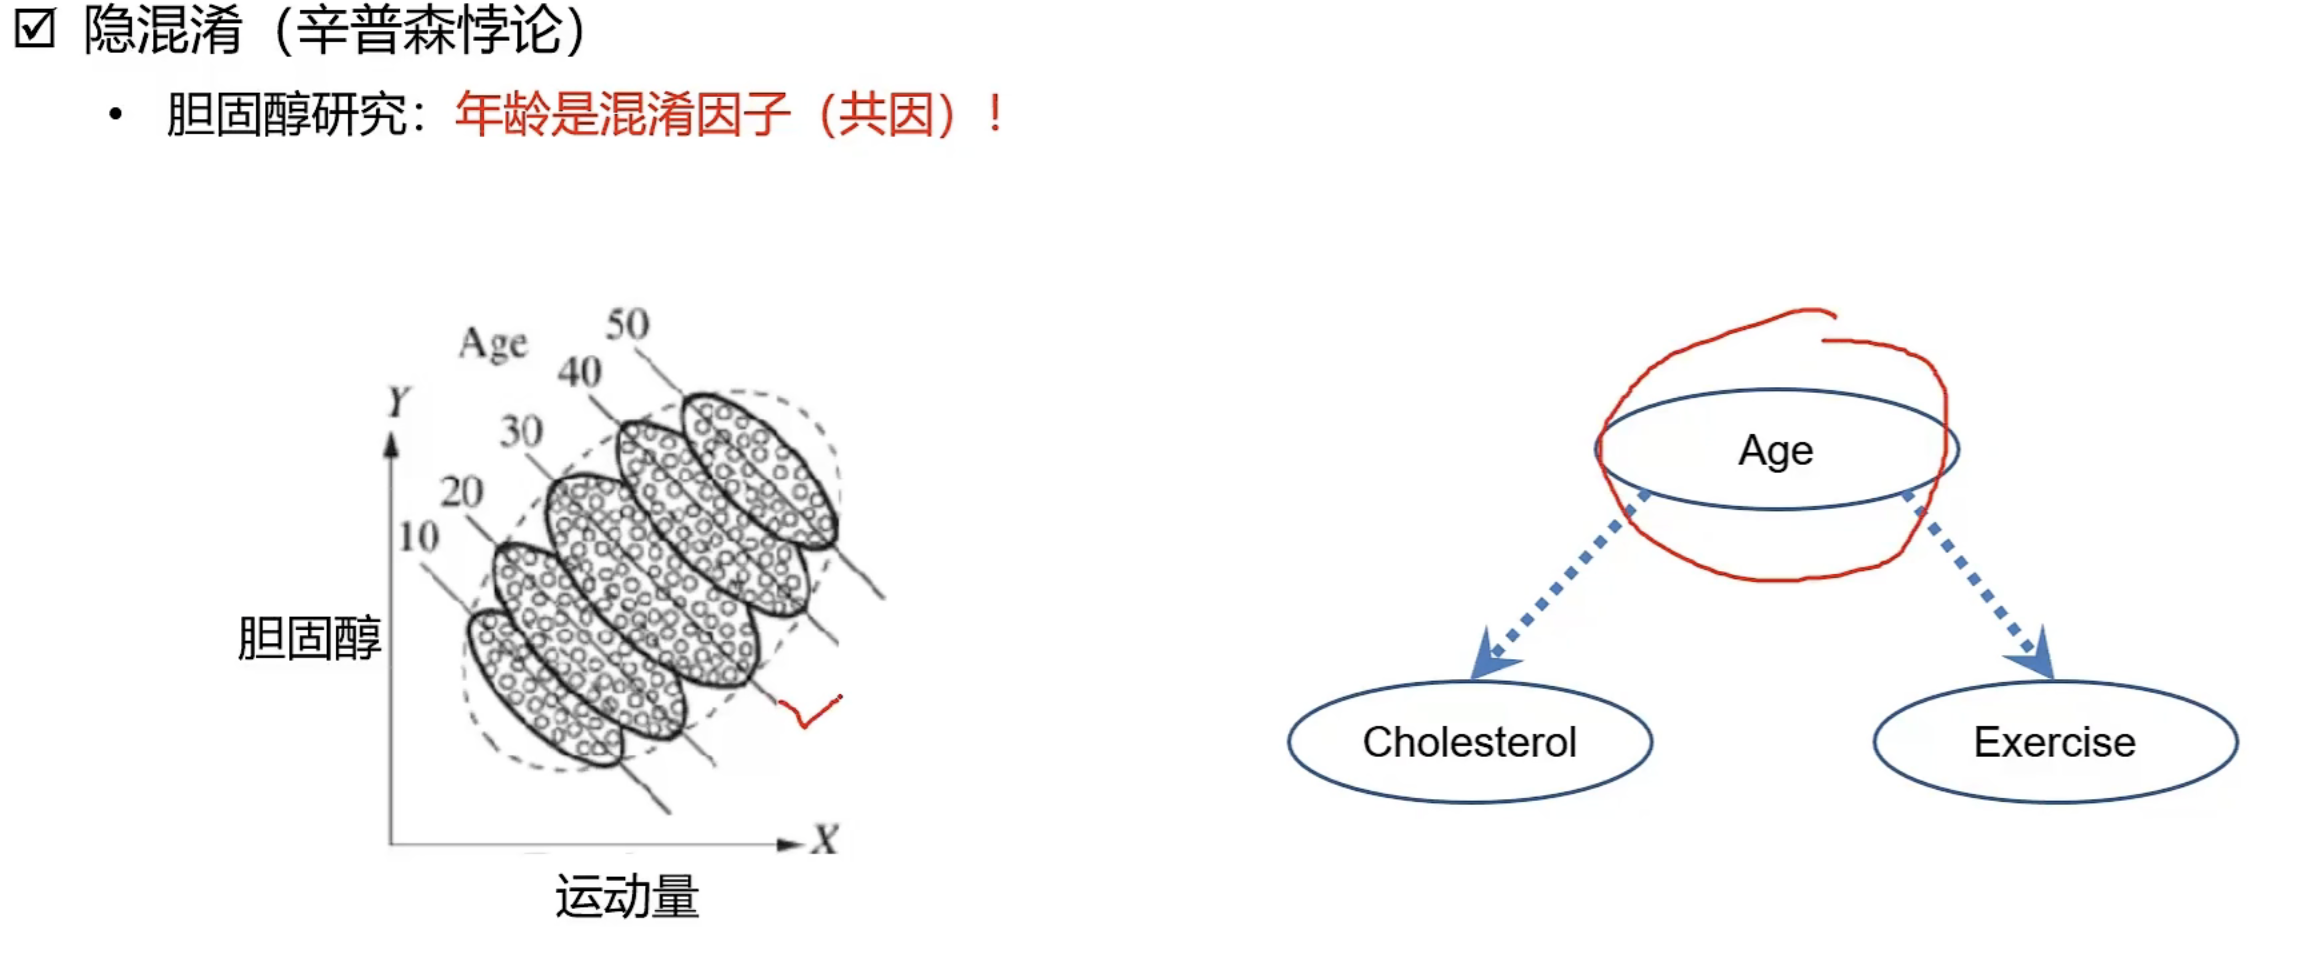 ☑ 隐混淆（辛普森悖论）
• 胆固醇研究：年龄是混淆因子（共因）！
Age
50
40
30
20
10
Y
胆固醇
X
运动量
Age
Cholesterol
Exercise